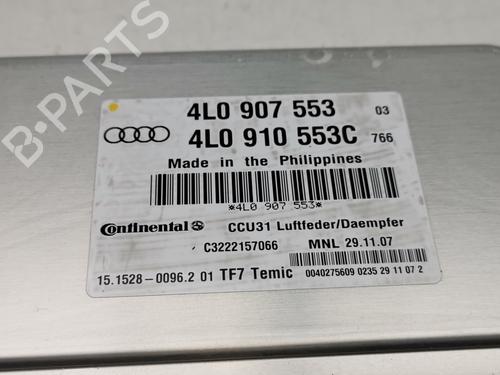 B-PARTS
4L0 907 553 03
4L0 910 553C 766
Made in the Philippines
*4L0 907 553*
Continental CCU31 Luftfeder/Daempfer
C3222157066 MNL 29.11.07
15.1528-0096.2 01 TF7 Temic 0040275609 0235 29 11 07 2